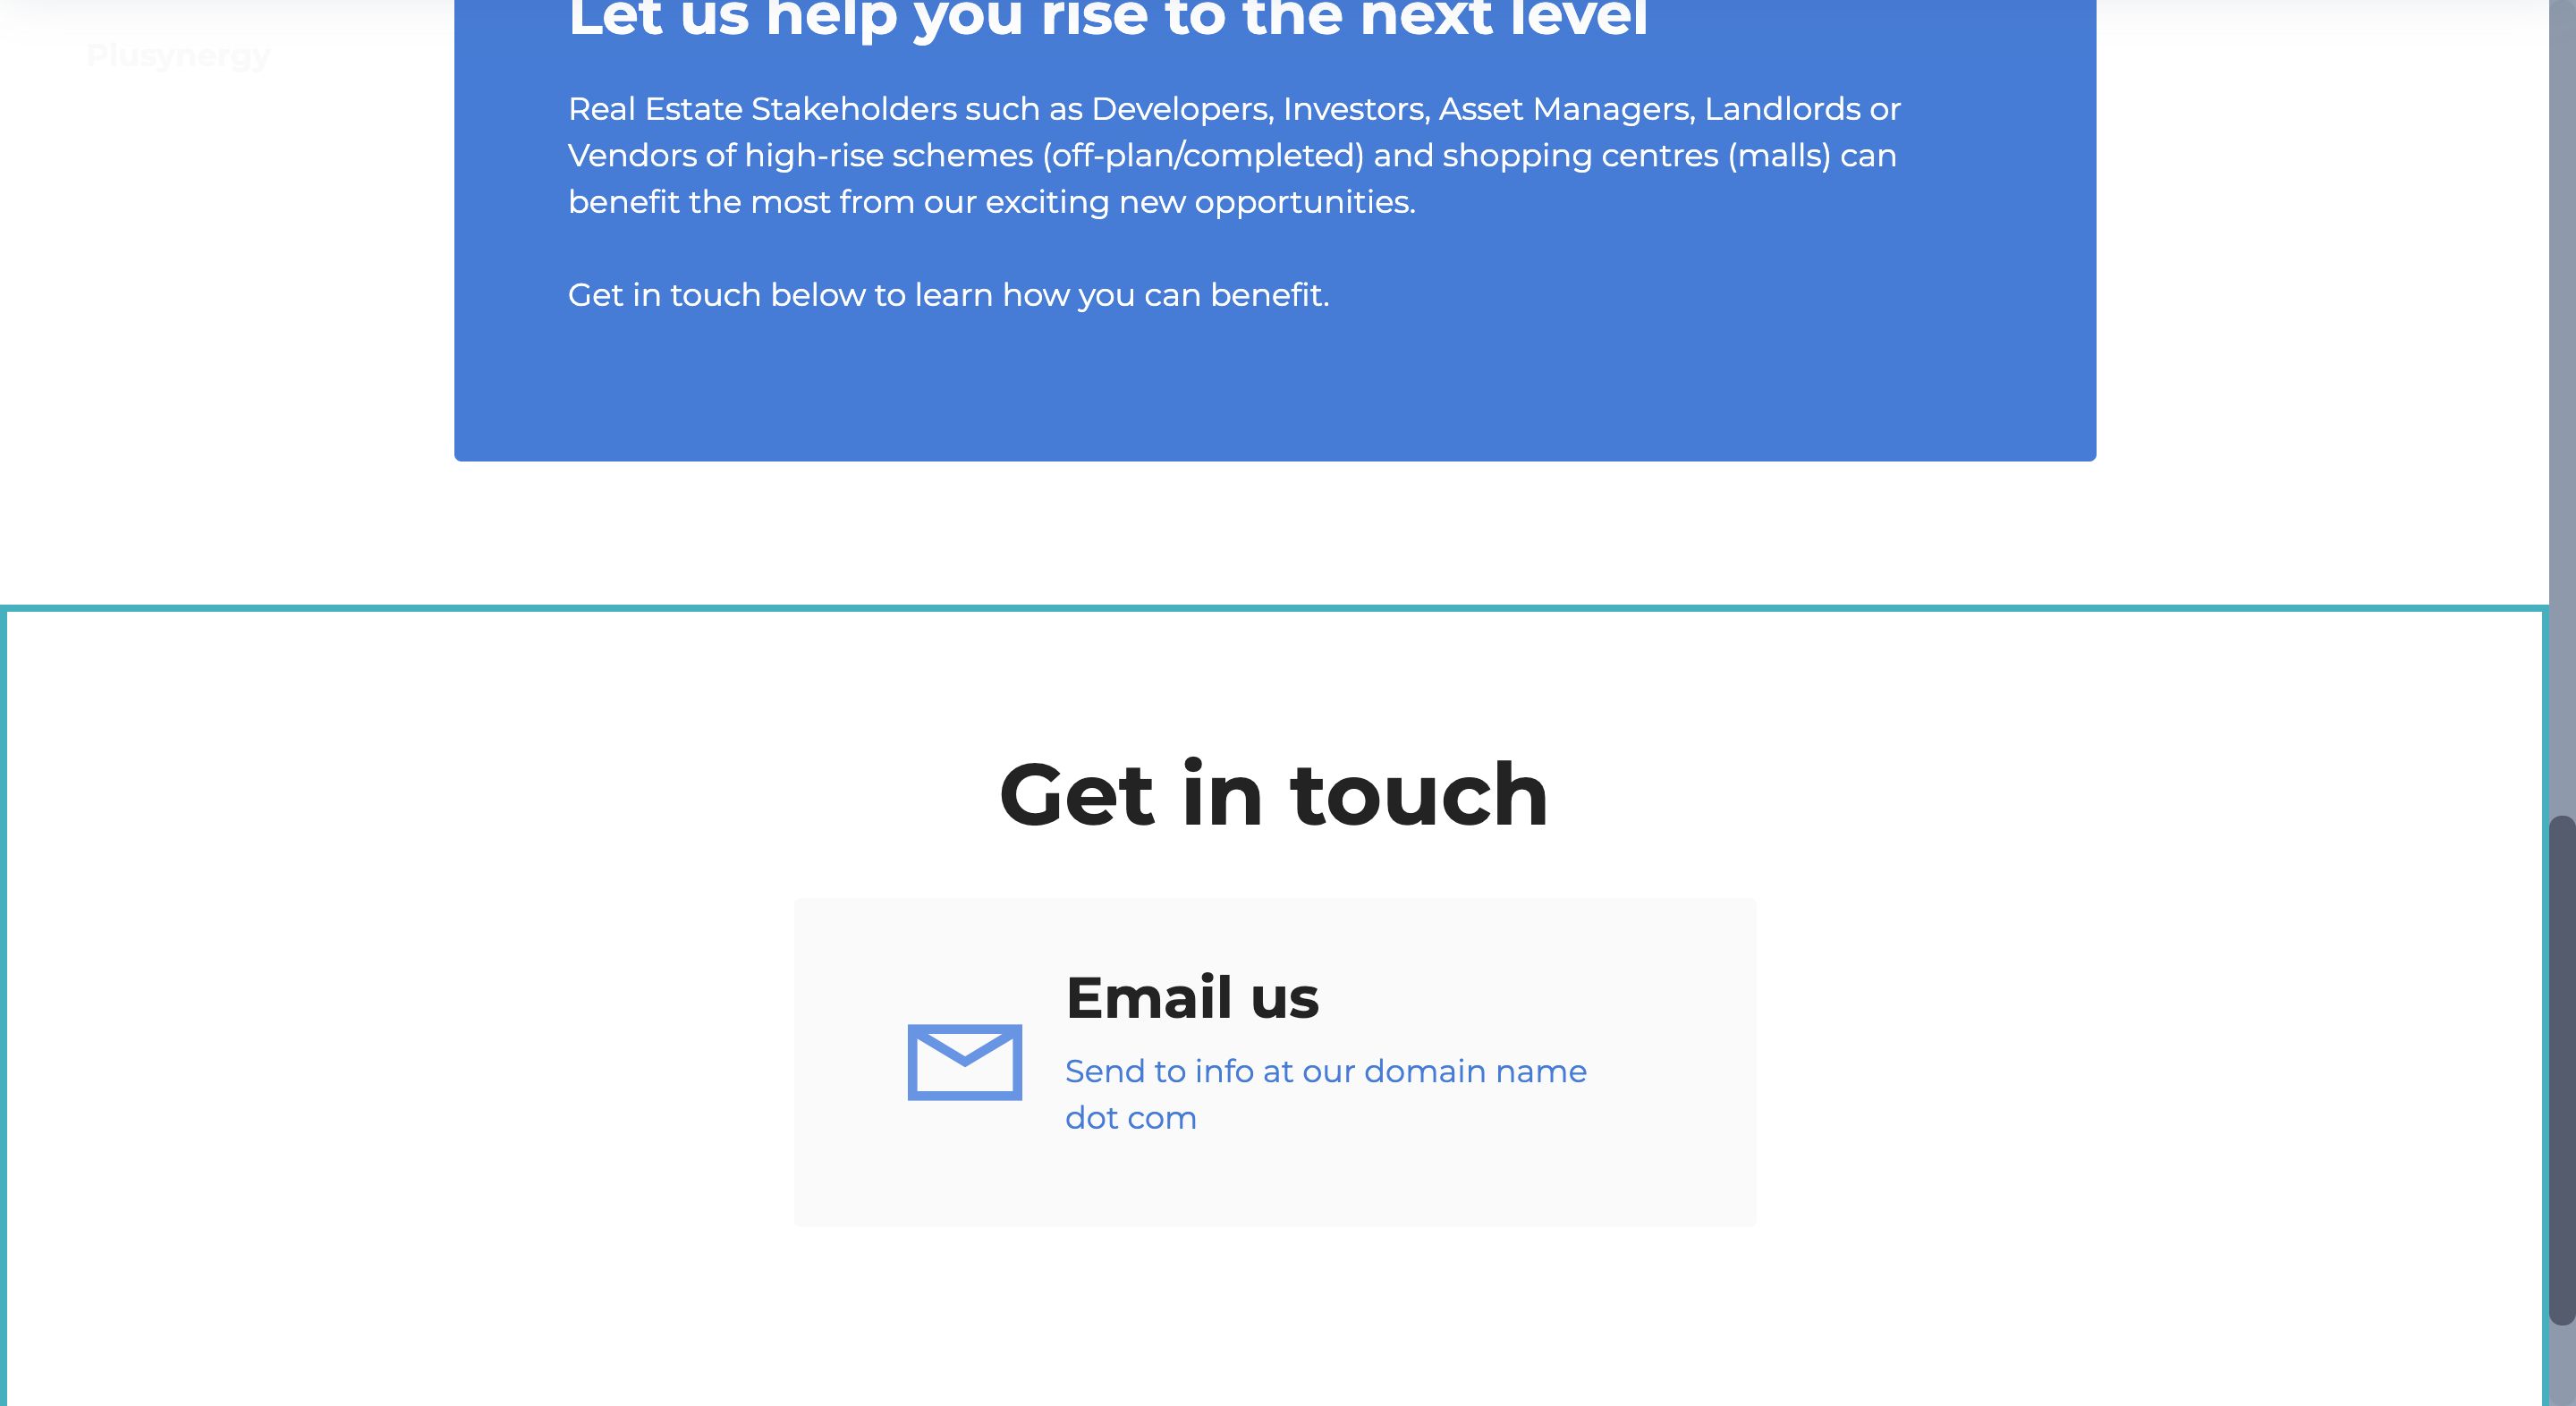 Let us help you rise to the next level
Plusynergy
Real Estate Stakeholders such as Developers, Investors, Asset Managers, Landlords or
Vendors of high-rise schemes (off-plan/completed) and shopping centres (malls) can
benefit the most from our exciting new opportunities.
Get in touch below to learn how you can benefit.
Get in touch
Email us
Send to info at our domain name
dot com